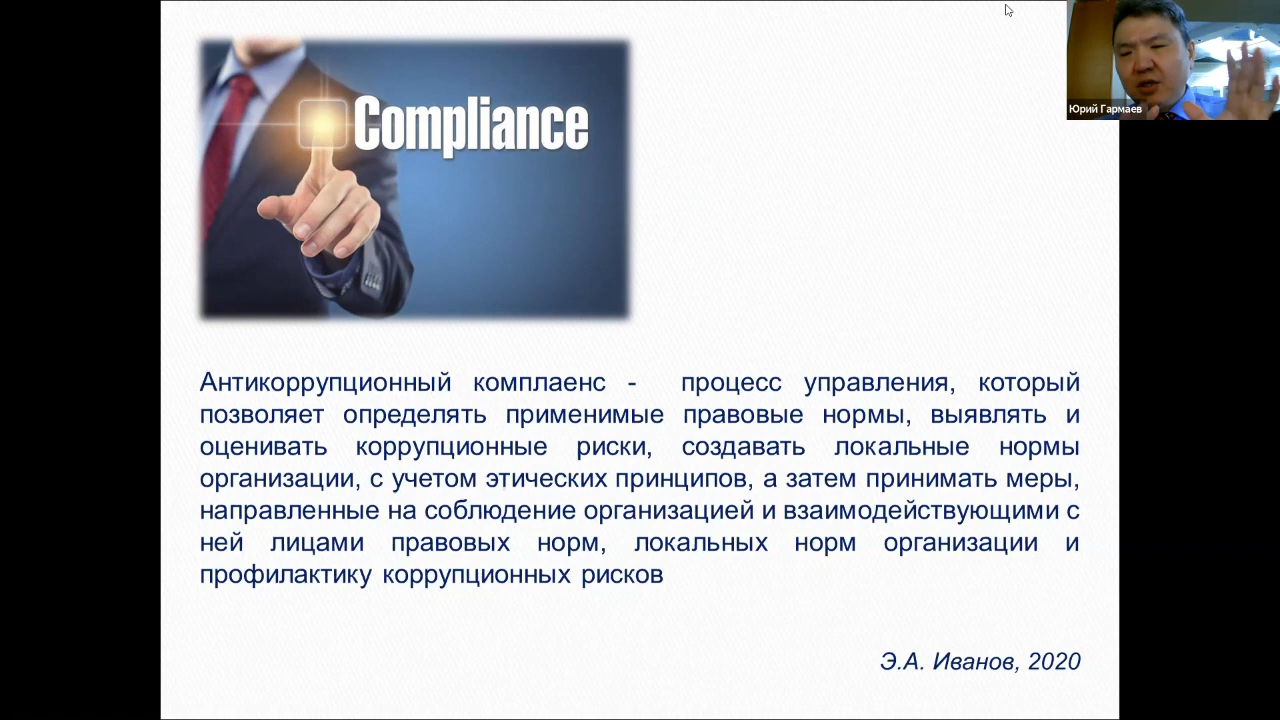 Compliance
Юрий Гармаев
Антикоррупционный комплаенс - процесс управления, который
позволяет определять применимые правовые нормы, выявлять и
оценивать коррупционные риски, создавать локальные нормы
организации, с учетом этических принципов, а затем принимать меры,
направленные на соблюдение организацией и взаимодействующими с
ней лицами правовых норм, локальных норм организации и
профилактику коррупционных рисков
Э.А. Иванов, 2020